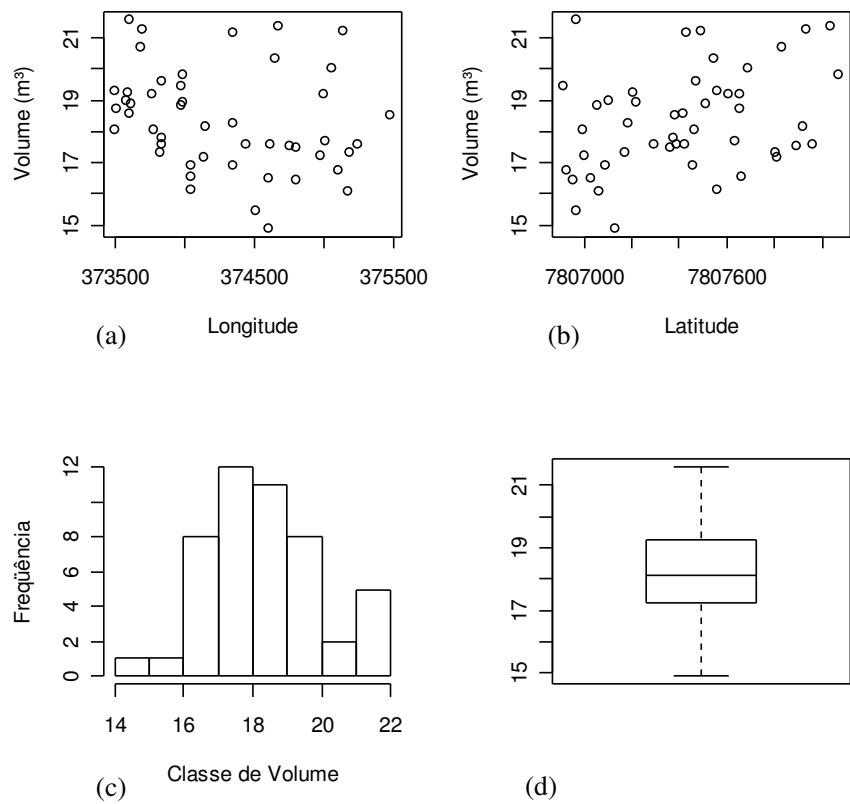 Volume (m³)
15 17 19 21
373500 374500 375500
Longitude
(a)
Volume (m³)
15 17 19 21
7807000 7807600
Latitude
(b)
Freqüência
0 2 4 6 8 12
14 16 18 20 22
Classe de Volume
(c)
15 17 19 21
(d)